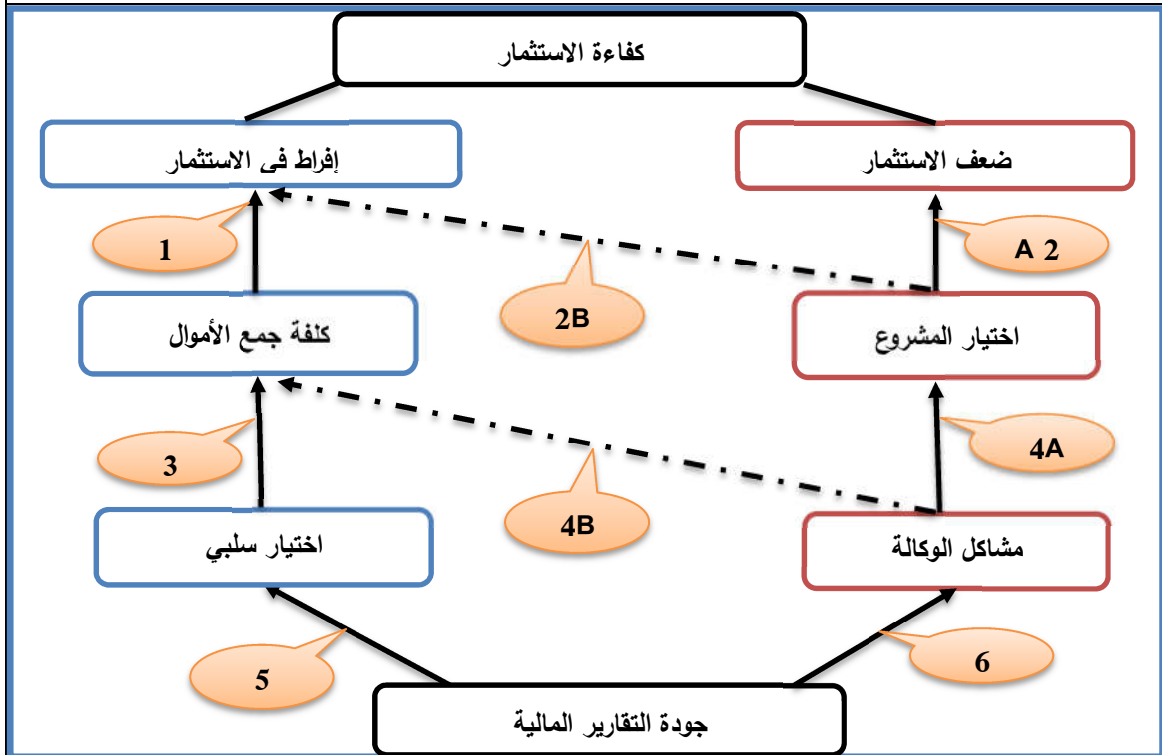 كفاءة الاستثمار
ضعف الاستثمار
إفراط في الاستثمار
A 2
1
2B
اختيار المشروع
كلفة جمع الأموال
4A
3
4B
مشاكل الوكالة
اختيار سلبي
6
5
جودة التقارير المالية